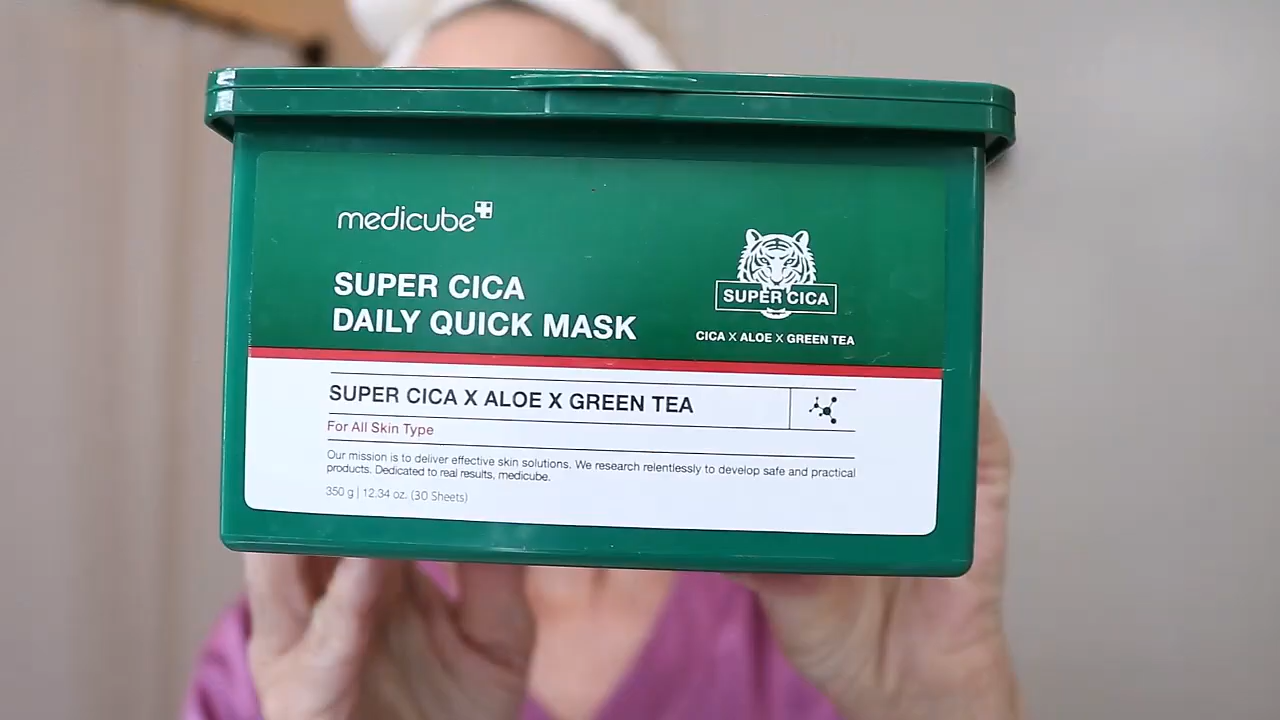 medicube
SUPER CICA
DAILY QUICK MASK
SUPER CICA
CICA X ALOE X GREEN TEA
SUPER CICA X ALOE X GREEN TEA
For All Skin Type
Our mission is to deliver effective skin solutions. We research relentlessly to develop safe and practical
products. Dedicated to real results, medicube.
350 g | 12.34 oz. (30 Sheets)